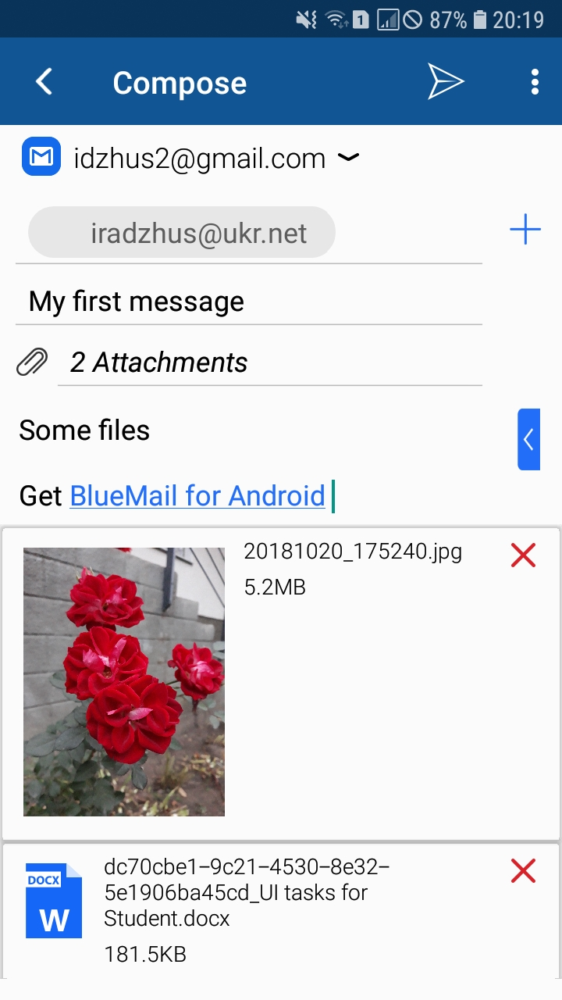 1 87% 20:19
Compose
idzhus2@gmail.com
iradzhus@ukr.net
My first message
2 Attachments
Some files
Get BlueMail for Android
20181020_175240.jpg
5.2MB
DOCX
W
dc70cbe1-9c21-4530-8e32-
5e1906ba45cd_UI tasks for
Student.docx
181.5KB